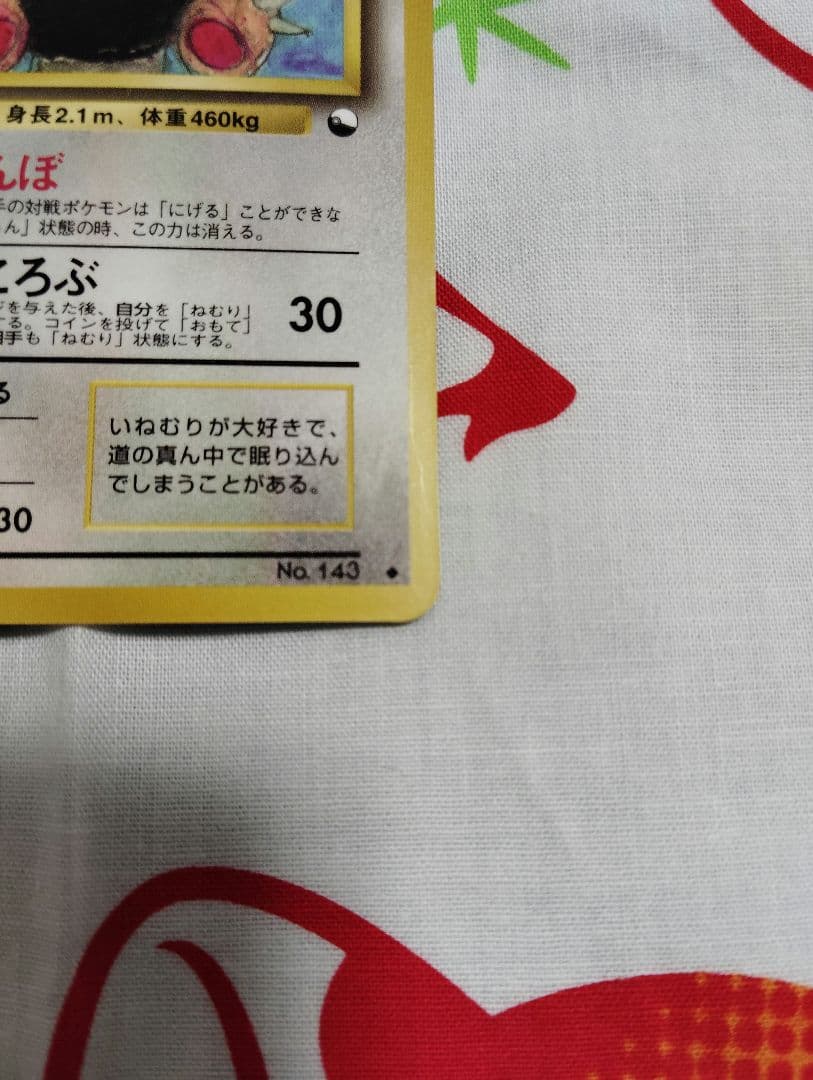 身長2.1m、体重460kg
んぼ
手の対戦ポケモンは「にげる」ことができな
ん」状態の時、この力は消える。
ころぶ
ジを与えた後、自分を「ねむり」
する。コインを投げて「おもて」
相手も「ねむり」状態にする。
30
る
30
いねむりが大好きで、
道の真ん中で眠り込ん
でしまうことがある。
No. 143 ◆